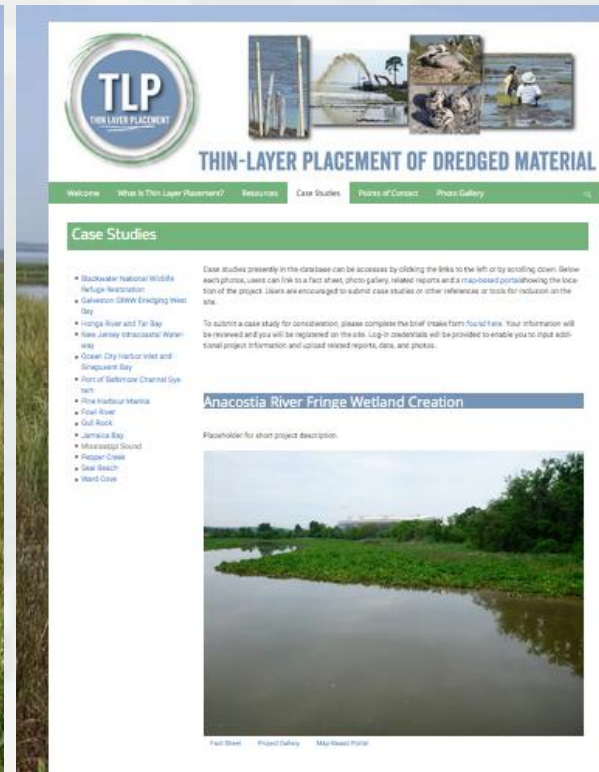 TLP
THIN LAYER PLACEMENT
THIN-LAYER PLACEMENT OF DREDGED MATERIAL
Welcome What is Thin Layer Placement? Resources Case Studies Points of Contact Photo Gallery
Case Studies
Blackwater National Wildlife
Refuge Restoration
Galveston GIWW Dredging West
Bay
Honga River and Tar Bay
New Jersey Intracoastal Water-
way
Ocean City Harbor Inlet and
Sinepuxent Bay
Port of Baltimore Channel Sys-
tem
Pine Harbour Marina
Fowl River
Gull Rock
Jamaica Bay
Mississippi Sound
Pepper Creek
Seal Beach
Ward Cove
Case studies presently in the database can be accesses by clicking the links to the left or by scrolling down. Below
each photos, users can link to a fact sheet, photo gallery, related reports and a map-based portalshowing the loca-
tion of the project. Users are encouraged to submit case studies or other references or tools for inclusion on the
site.
To submit a case study for consideration, please complete the brief intake form found here. Your information will
be reviewed and you will be registered on the site. Log-in credentials will be provided to enable you to input addi-
tional project information and upload related reports, data, and photos.
Anacostia River Fringe Wetland Creation
Placeholder for short project description.
Fact Sheet Project Gallery Map-Based Portal